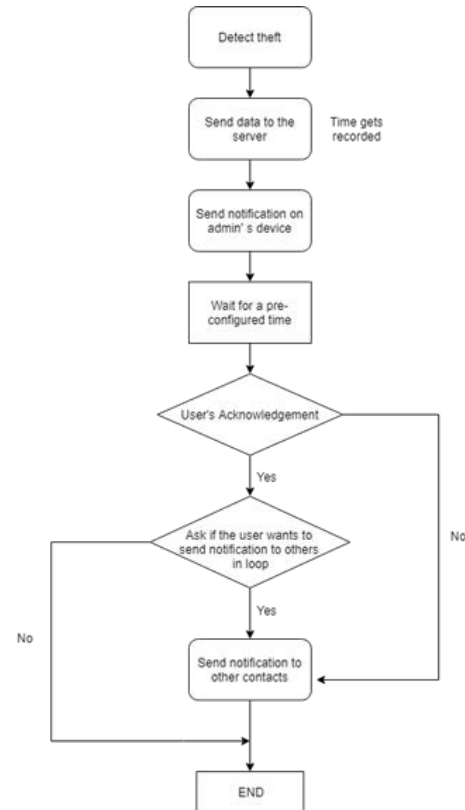 Detect theft
Send data to the
server
Time gets
recorded
Send notification on
admin' s device
Wait for a pre-
configured time
User's Acknowledgement
Yes
No
Ask if the user wants to
send notification to others
in loop
No
Yes
Send notification to
other contacts
END